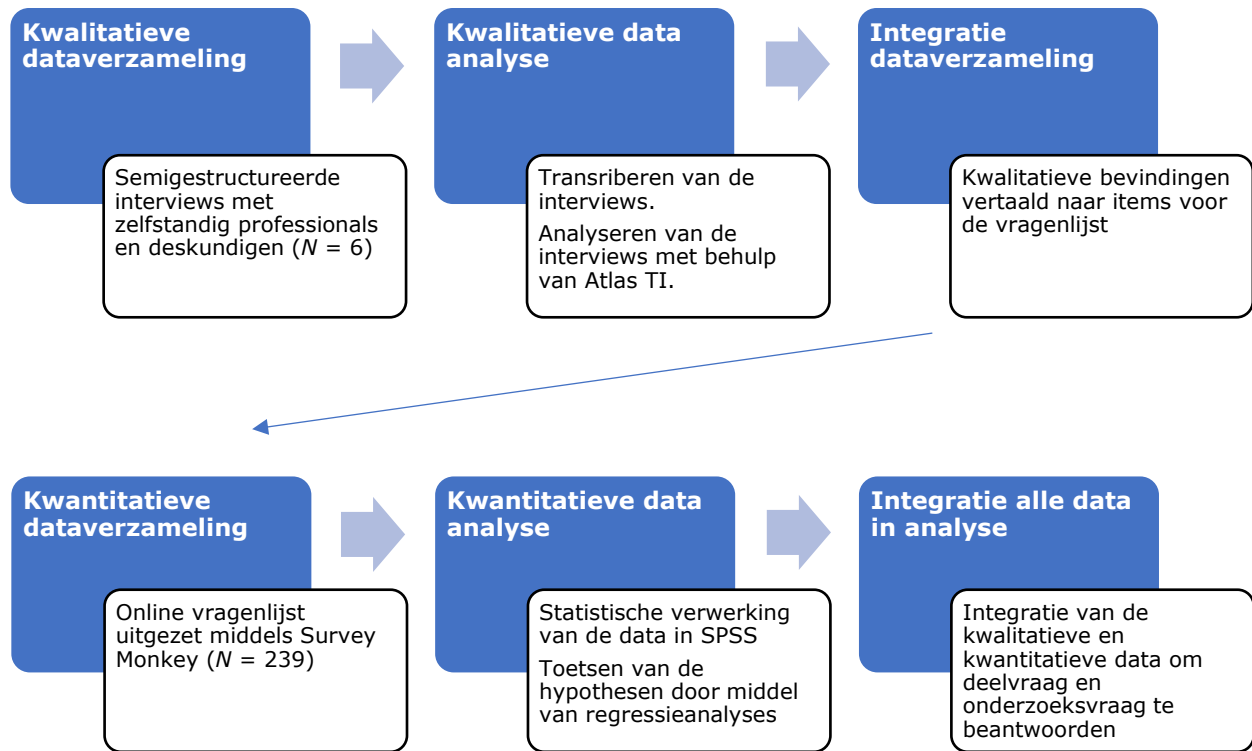 Kwalitatieve
dataverzameling
Semigestructureerde
interviews met
zelfstandig professionals
en deskundigen (N = 6)
Kwalitatieve data
analyse
Transriberen van de
interviews.
Analyseren van de
interviews met behulp
van Atlas TI.
Integratie
dataverzameling
Kwalitatieve bevindingen
vertaald naar items voor
de vragenlijst
Kwantitatieve
dataverzameling
Online vragenlijst
uitgezet middels Survey
Monkey (N = 239)
Kwantitatieve data
analyse
Statistische verwerking
van de data in SPSS
Toetsen van de
hypothesen door middel
van regressieanalyses
Integratie alle data
in analyse
Integratie van de
kwalitatieve en
kwantitatieve data om
deelvraag en
onderzoeksvraag te
beantwoorden